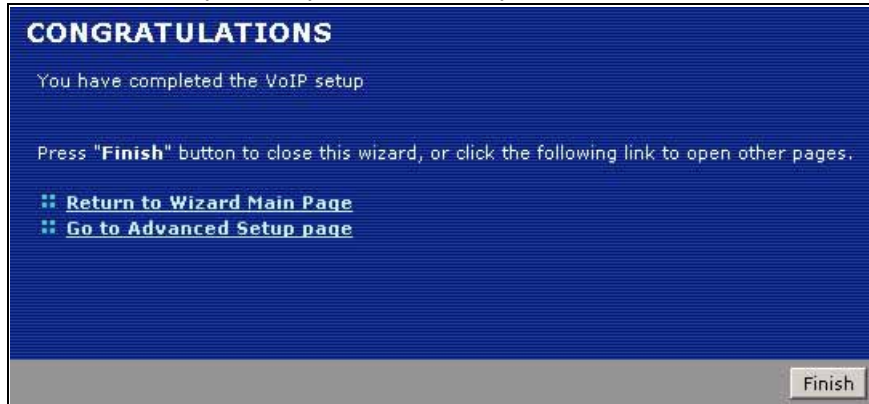 CONGRATULATIONS
You have completed the VoIP setup
Press "Finish" button to close this wizard, or click the following link to open other pages.
Return to Wizard Main Page
Go to Advanced Setup page
Finish